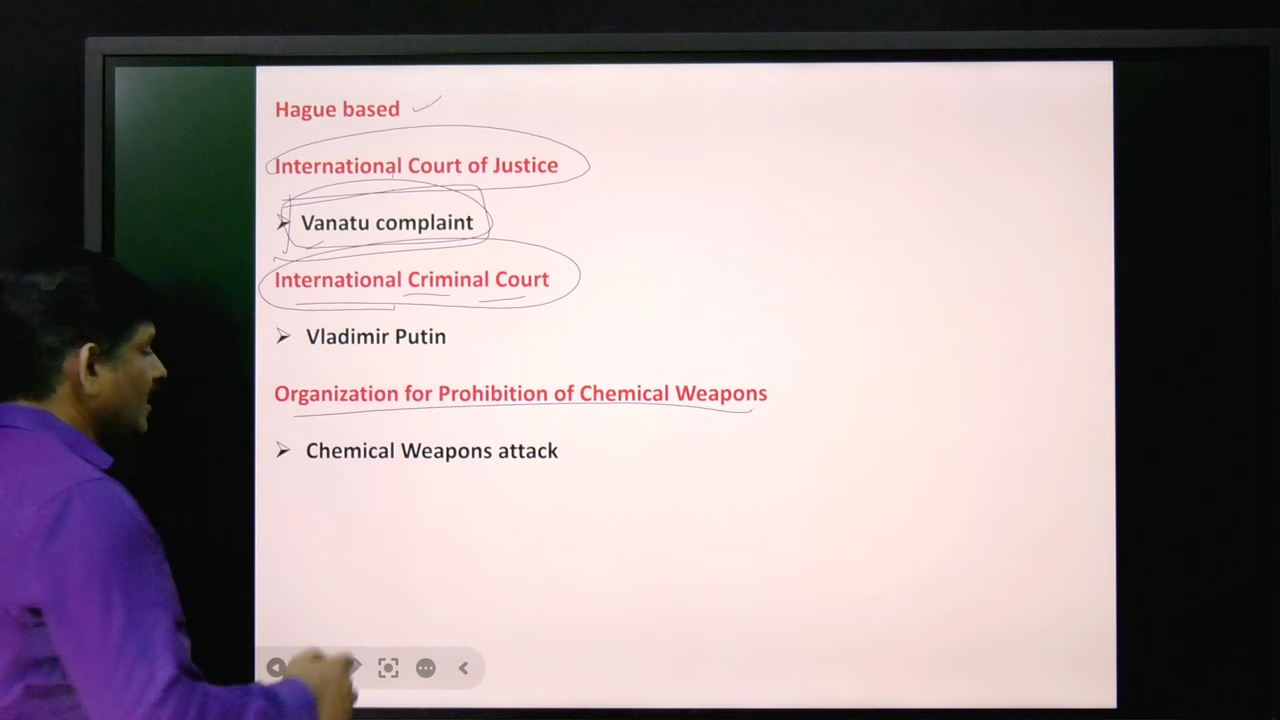 Hague based
International Court of Justice
Vanatu complaint
International Criminal Court
Vladimir Putin
Organization for Prohibition of Chemical Weapons
Chemical Weapons attack